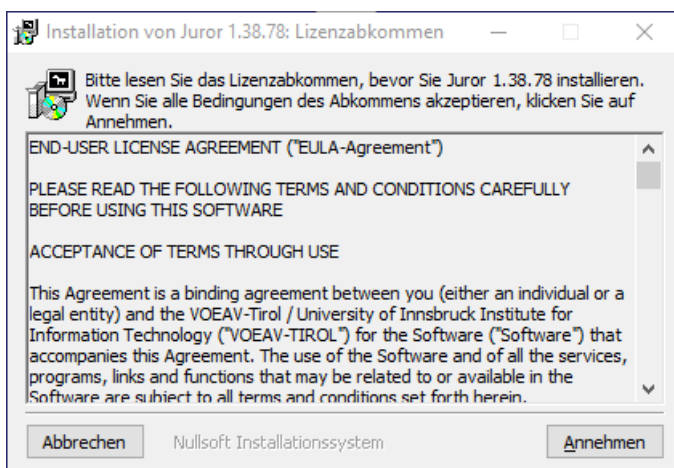 Installation von Juror 1.38.78: Lizenzabkommen
Bitte lesen Sie das Lizenzabkommen, bevor Sie Juror 1.38.78 installieren.
Wenn Sie alle Bedingungen des Abkommens akzeptieren, klicken Sie auf
Annehmen.
END-USER LICENSE AGREEMENT ("EULA-Agreement")
PLEASE READ THE FOLLOWING TERMS AND CONDITIONS CAREFULLY
BEFORE USING THIS SOFTWARE
ACCEPTANCE OF TERMS THROUGH USE
This Agreement is a binding agreement between you (either an individual or a
legal entity) and the VOEAV-Tirol / University of Innsbruck Institute for
Information Technology ("VOEAV-TIROL") for the Software ("Software") that
accompanies this Agreement. The use of the Software and of all the services,
programs, links and functions that may be related to or available in the
Software are subject to all terms and conditions set forth herein.
Abbrechen
Nullsoft Installationssystem
Annehmen